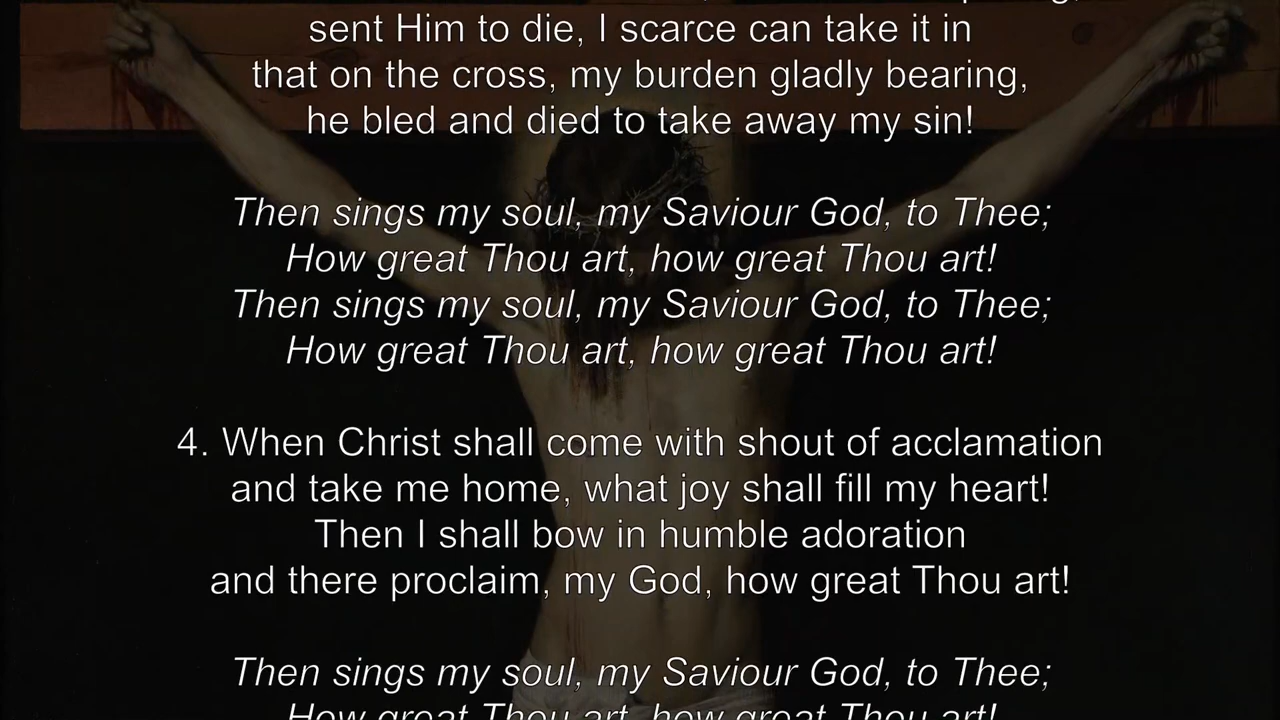 sent Him to die, I scarce can take it in
that on the cross, my burden gladly bearing,
he bled and died to take away my sin!
Then sings my soul, my Saviour God, to Thee;
How great Thou art, how great Thou art!
Then sings my soul, my Saviour God, to Thee;
How great Thou art, how great Thou art!
4. When Christ shall come with shout of acclamation
and take me home, what joy shall fill my heart!
Then I shall bow in humble adoration
and there proclaim, my God, how great Thou art!
Then sings my soul, my Saviour God, to Thee;
How great Thou art, how great Thou art!